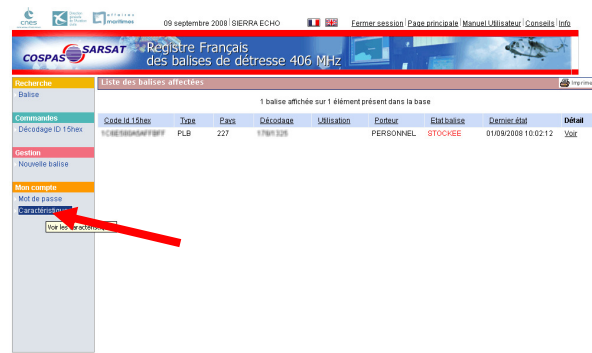 cnes
affaires
maritimes
09 septembre 2008 SIERRA ECHO
Fermer session Page principale Manuel Utilisateur Conseils Info
COSPAS SARSAT
Registre Français
des balises de détresse 406 MHz
Recherche
Balise
Commandes
Décodage ID 15hex
Gestion
Nouvelle balise
Mon compte
Mot de passe
Voir les
Liste des balises affectées
Imprime
1 balise affichée sur 1 élément présent dans la base
Code Id 15hex Type Pays Décodage Utilisation Porteur Etat balise Dernier état Détail
PLB 227 PERSONNEL STOCKEE 01/09/2008 10:02:12 Voir